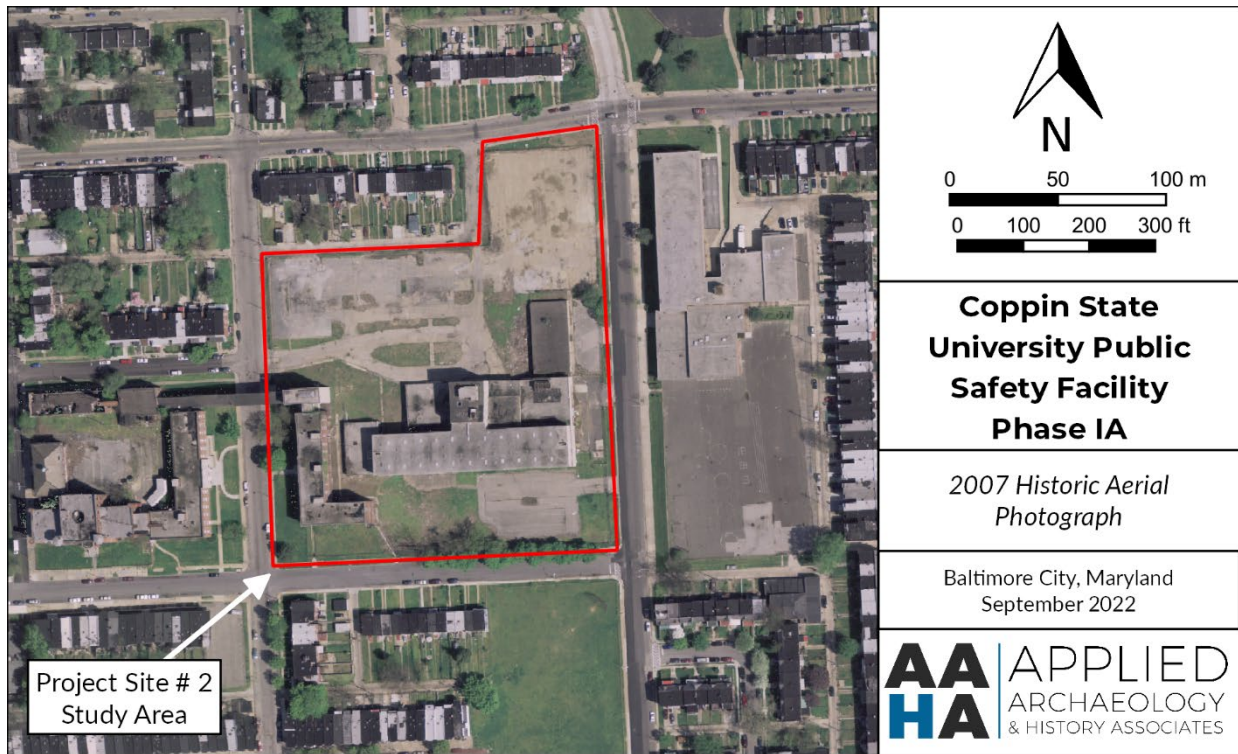 N
0 50 100 m
0 100 200 300 ft
Coppin State
University Public
Safety Facility
Phase IA
2007 Historic Aerial
Photograph
Baltimore City, Maryland
September 2022
AA
HA
APPLIED
ARCHAEOLOGY
& HISTORY ASSOCIATES
Project Site # 2
Study Area